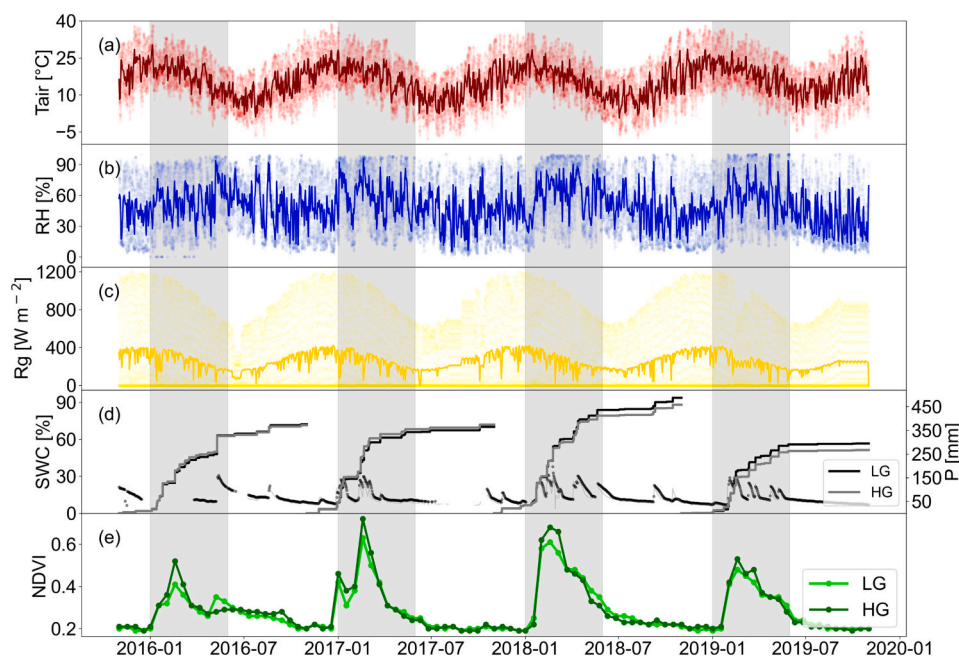 (a)
Tair [°C]
40
25
10
−5
(b)
RH [%]
90
60
30
0
(c)
Rg [W m−2]
1200
800
400
0
(d)
SWC [%]
90
60
30
0
P [mm]
450
350
250
150
50
LG
HG
(e)
NDVI
0.6
0.4
0.2
LG
HG
2016-01 2016-07 2017-01 2017-07 2018-01 2018-07 2019-01 2019-07 2020-01